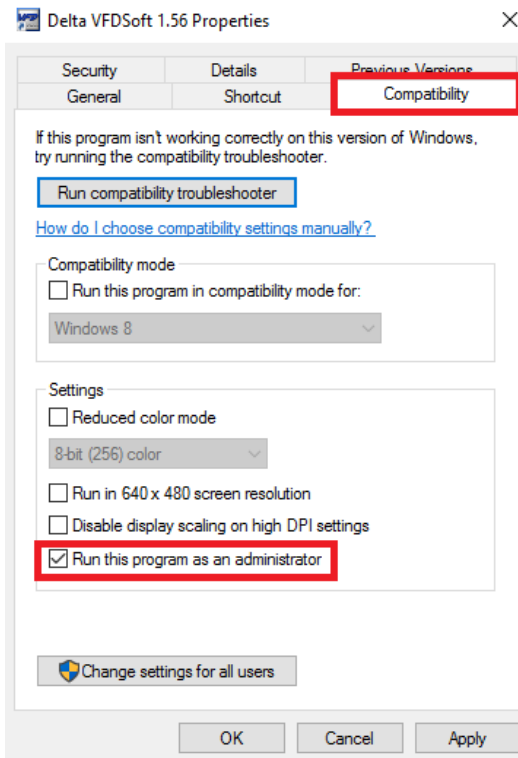 Delta VFDSoft 1.56 Properties
Security Details Previous Versions
General Shortcut Compatibility
If this program isn't working correctly on this version of Windows,
try running the compatibility troubleshooter.
Run compatibility troubleshooter
How do I choose compatibility settings manually?
Compatibility mode
Run this program in compatibility mode for:
Windows 8
Settings
Reduced color mode
8-bit (256) color
Run in 640 x 480 screen resolution
Disable display scaling on high DPI settings
Run this program as an administrator
Change settings for all users
OK Cancel Apply